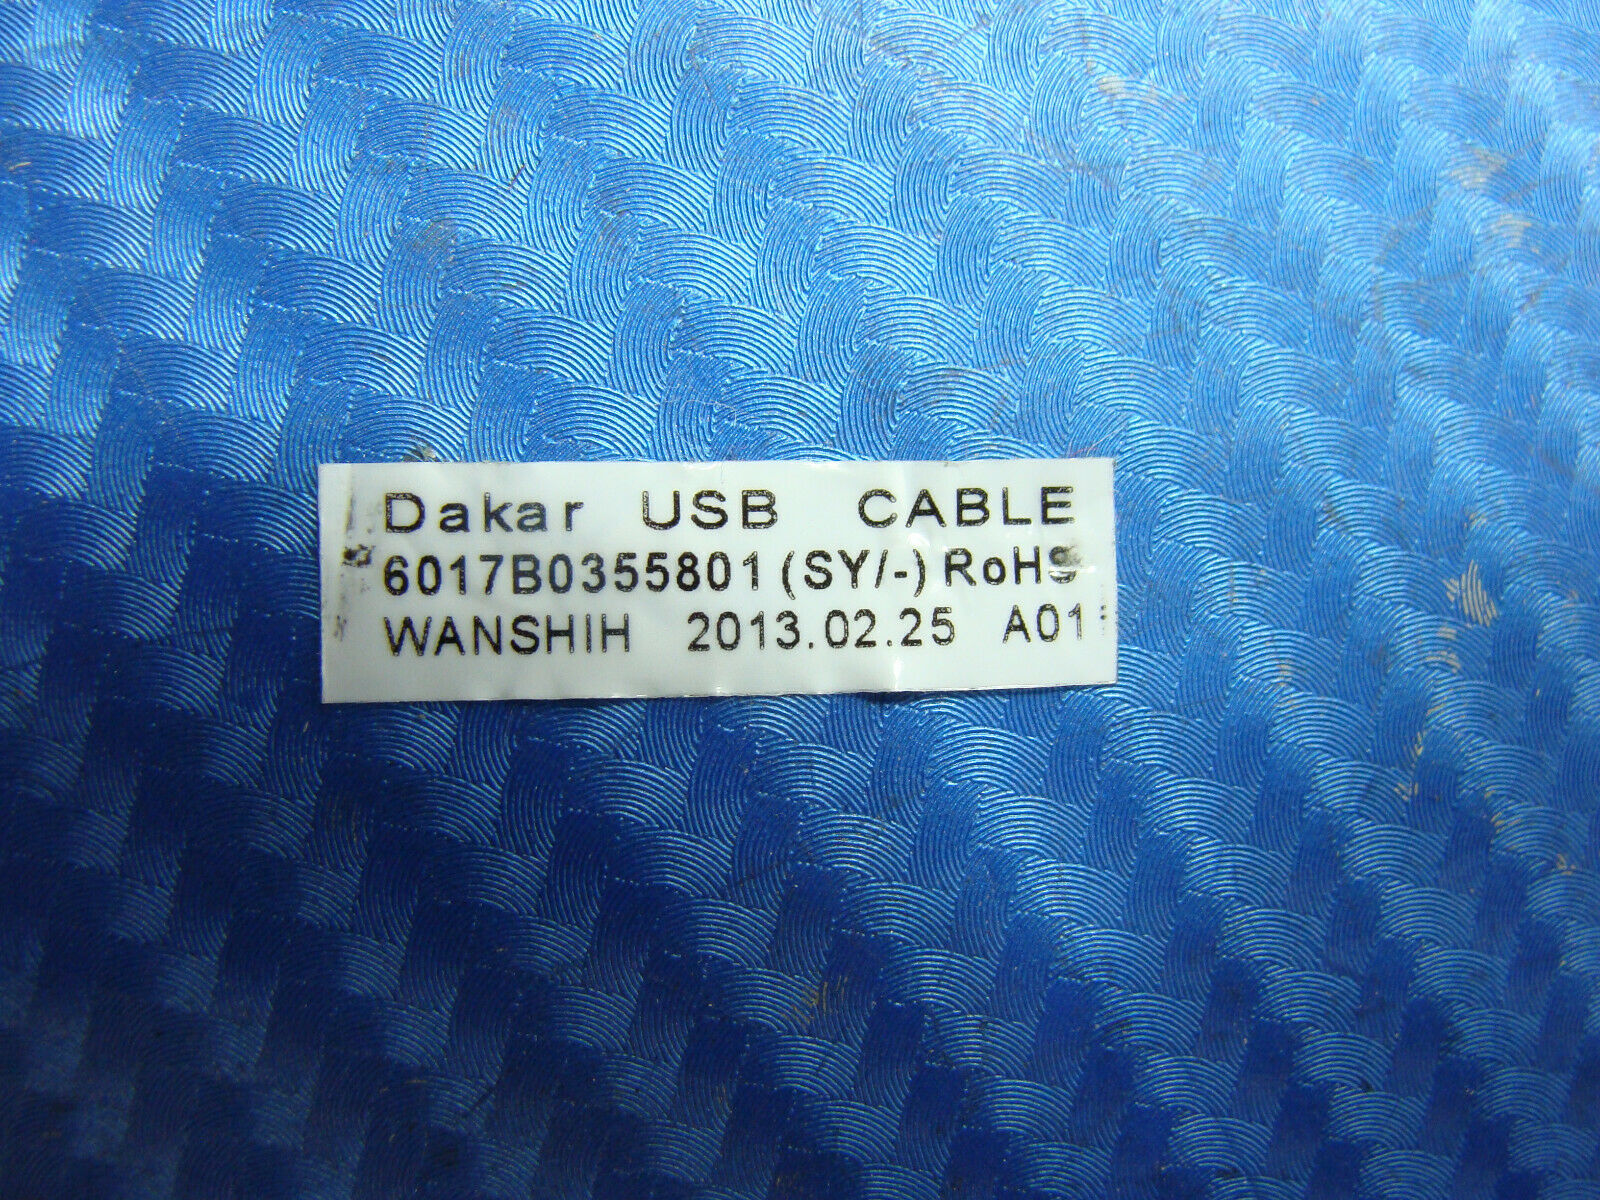 Dakar USB CABLE
6017B0355801(SY/-)RoHS
WANSHIH 2013.02.25 A01